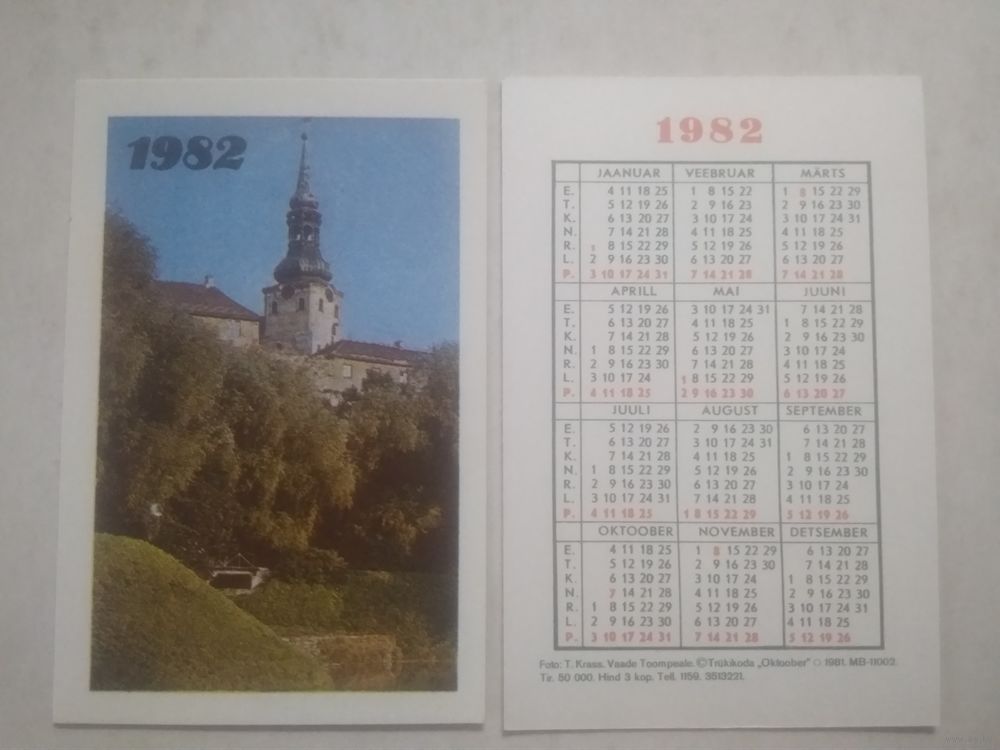 1982
1982
JAANUAR VEEBRUAR MÄRTS
E. 4 11 18 25 1 8 15 22 1 8 15 22 29
T. 5 12 19 26 2 9 16 23 2 9 16 23 30
K. 6 13 20 27 3 10 17 24 3 10 17 24 31
N. 7 14 21 28 4 11 18 25 4 11 18 25
R. 1 8 15 22 29 5 12 19 26 5 12 19 26
L. 2 9 16 23 30 6 13 20 27 6 13 20 27
P. 3 10 17 24 31 7 14 21 28 7 14 21 28
APRILL MAI JUUNI
E. 5 12 19 26 3 10 17 24 31 7 14 21 28
T. 6 13 20 27 4 11 18 25 1 8 15 22 29
K. 7 14 21 28 5 12 19 26 2 9 16 23 30
N. 1 8 15 22 29 6 13 20 27 3 10 17 24
R. 2 9 16 23 30 7 14 21 28 4 11 18 25
L. 3 10 17 24 1 8 15 22 29 5 12 19 26
P. 4 11 18 25 2 9 16 23 30 6 13 20 27
JUULI AUGUST SEPTEMBER
E. 5 12 19 26 2 9 16 23 30 6 13 20 27
T. 6 13 20 27 3 10 17 24 31 7 14 21 28
K. 7 14 21 28 4 11 18 25 1 8 15 22 29
N. 1 8 15 22 29 5 12 19 26 2 9 16 23 30
R. 2 9 16 23 30 6 13 20 27 3 10 17 24
L. 3 10 17 24 31 7 14 21 28 4 11 18 25
P. 4 11 18 25 1 8 15 22 29 5 12 19 26
OKTOOBER NOVEMBER DETSEMBER
E. 4 11 18 25 1 8 15 22 29 6 13 20 27
T. 5 12 19 26 2 9 16 23 30 7 14 21 28
K. 6 13 20 27 3 10 17 24 1 8 15 22 29
N. 7 14 21 28 4 11 18 25 2 9 16 23 30
R. 1 8 15 22 29 5 12 19 26 3 10 17 24 31
L. 2 9 16 23 30 6 13 20 27 4 11 18 25
P. 3 10 17 24 31 7 14 21 28 5 12 19 26
Foto: T. Krass. Vaade Toompeale. ©Trükikoda „Oktoober" ○ 1981. MB-11002.
Tir. 50 000. Hind 3 kop. Tell. 1159. 3513221.